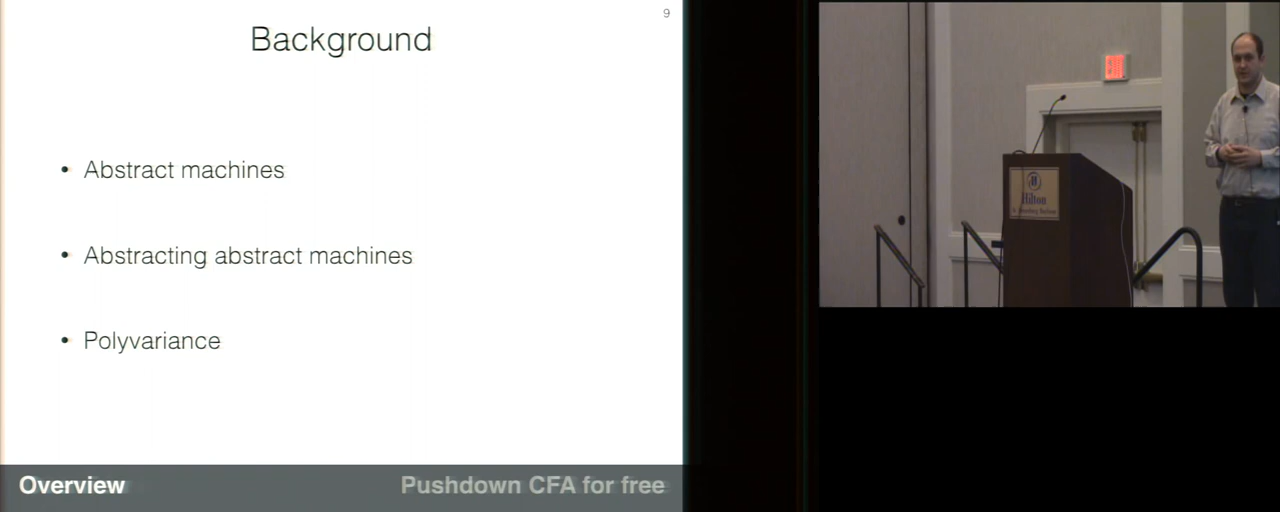 9
Background
• Abstract machines
• Abstracting abstract machines
• Polyvariance
Overview
Pushdown CFA for free
Hilton